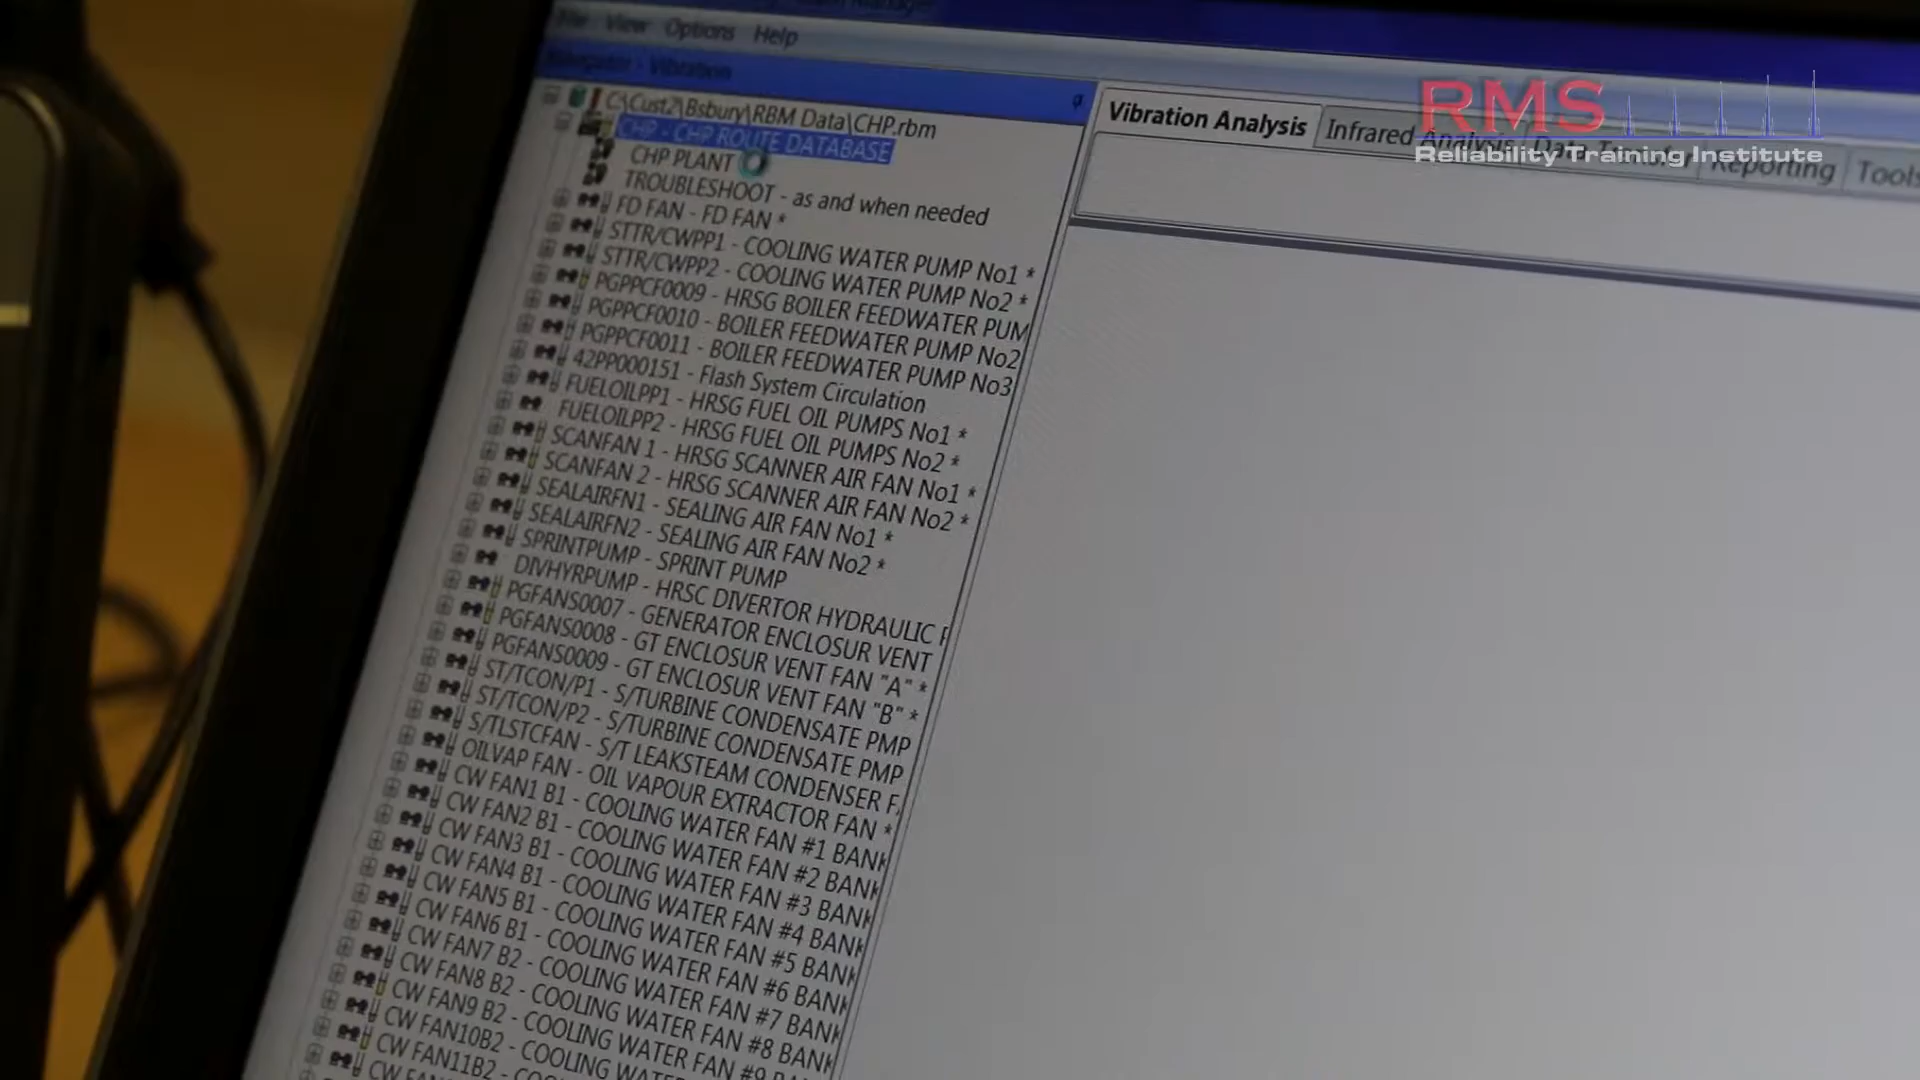 File View Options Help
Navigator - Vibration
C:\Cust2\Bsbury\RBM Data\CHP.rbm
CHP - CHP ROUTE DATABASE
CHP PLANT
TROUBLESHOOT - as and when needed
FD FAN - FD FAN *
STTR/CWPP1 - COOLING WATER PUMP No1 *
STTR/CWPP2 - COOLING WATER PUMP No2 *
PGPPCF0009 - HRSG BOILER FEEDWATER PUM
PGPPCF0010 - BOILER FEEDWATER PUMP No2
PGPPCF0011 - BOILER FEEDWATER PUMP No3
42PP000151 - Flash System Circulation
FUELOILPP1 - HRSG FUEL OIL PUMPS No1 *
FUELOILPP2 - HRSG FUEL OIL PUMPS No2 *
SCANFAN 1 - HRSG SCANNER AIR FAN No1 *
SCANFAN 2 - HRSG SCANNER AIR FAN No2 *
SEALAIRFN1 - SEALING AIR FAN No1 *
SEALAIRFN2 - SEALING AIR FAN No2 *
SPRINTPUMP - SPRINT PUMP
DIVHYRPUMP - HRSC DIVERTOR HYDRAULIC P
PGFANS0007 - GENERATOR ENCLOSUR VENT
PGFANS0008 - GT ENCLOSUR VENT FAN "A" *
PGFANS0009 - GT ENCLOSUR VENT FAN "B" *
ST/TCON/P1 - S/TURBINE CONDENSATE PMP
ST/TCON/P2 - S/TURBINE CONDENSATE PMP
S/TLSTCFAN - S/T LEAKSTEAM CONDENSER FA
OILVAP FAN - OIL VAPOUR EXTRACTOR FAN *
CW FAN1 B1 - COOLING WATER FAN #1 BANK
CW FAN2 B1 - COOLING WATER FAN #2 BANK
CW FAN3 B1 - COOLING WATER FAN #3 BANK
CW FAN4 B1 - COOLING WATER FAN #4 BANK
CW FAN5 B1 - COOLING WATER FAN #5 BANK
CW FAN6 B1 - COOLING WATER FAN #6 BANK
CW FAN7 B2 - COOLING WATER FAN #7 BANK
CW FAN8 B2 - COOLING WATER FAN #8 BANK
CW FAN9 B2 - COOLING WATER FAN #9 BAN
CW FAN10B2 - COOLING WATER
CW FAN11B2 - COOLING
Vibration Analysis Infrared Analysis Data Transfer Reporting Tools
RMS
Reliability Training Institute